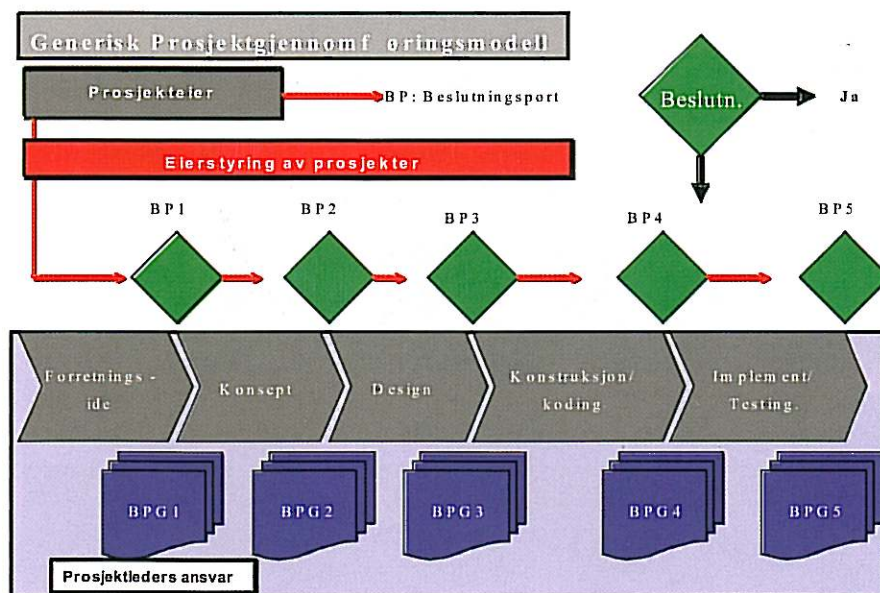 Generisk Prosjektgjennomf øringsmodell
Prosjekteier
BP: Beslutningsport
Beslutn.
-
Ja
Eierstyring av prosjekter
BP1
BP2
BP3
BP4
BP5
Forretnings -
ide
Konsept
Design
Konstruksjon/
koding.
Implement/
Testing.
BPG1
BPG2
BPG3
BPG4
BPG5
Prosjektleders ansvar